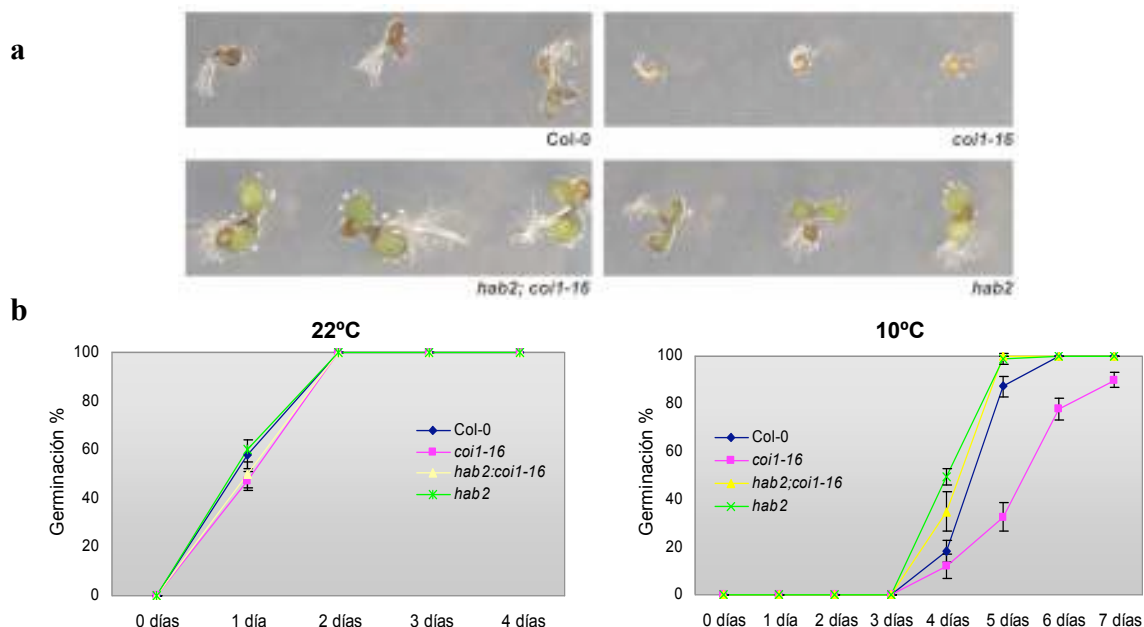 a
Col-0
coi1-16
hab2; coi1-16
hab2
b
22ºC
10ºC
Germinación %
100
80
60
40
20
0
Col-0
coi1-16
hab2:coi1-16
hab2
0 días 1 día 2 días 3 días 4 días
Germinación %
100
80
60
40
20
0
Col-0
coi1-16
hab2;coi1-16
hab2
0 días 1 día 2 días 3 días 4 días 5 días 6 días 7 días